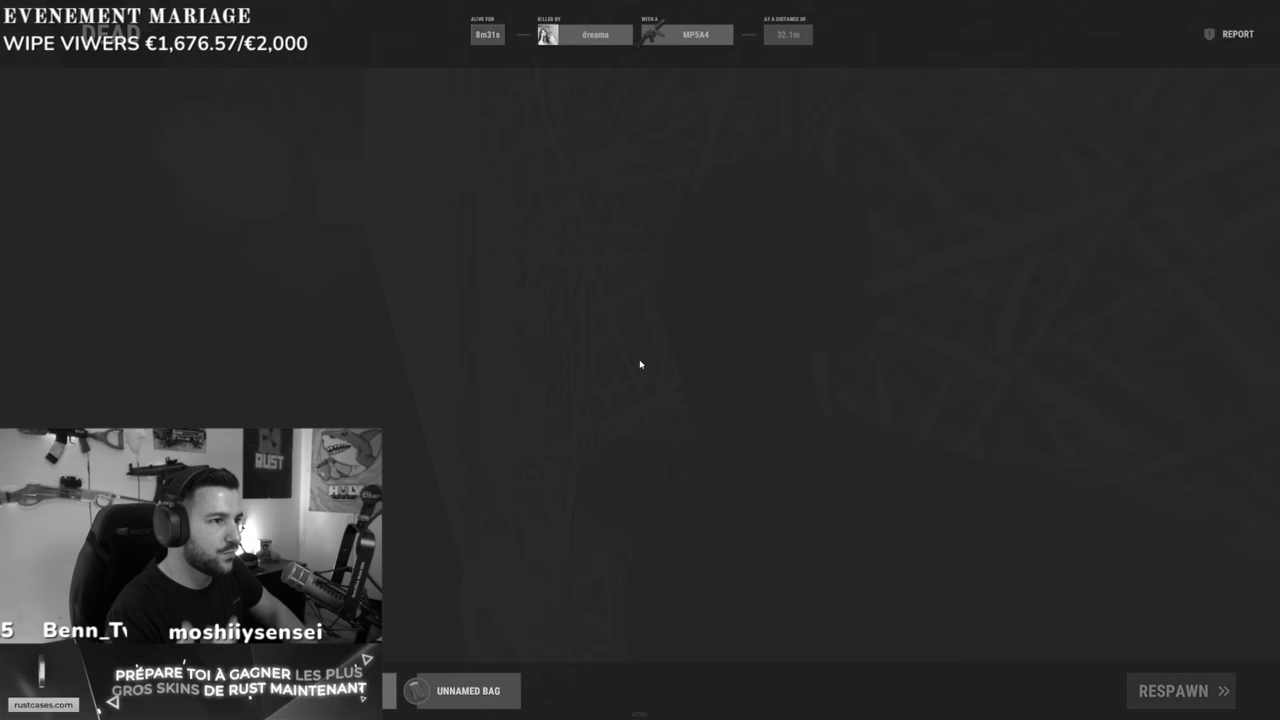 EVENEMENT MARIAGE
DEAD
WIPE VIWERS €1,676.57/€2,000
ALIVE FOR
8m31s
KILLED BY
dreama
WITH A
MP5A4
AT A DISTANCE OF
32.1m
REPORT
RUST
5 Benn_Tv moshiiysensei
PRÉPARE TOI À GAGNER LES PLUS
GROS SKINS DE RUST MAINTENANT
rustcases.com
UNNAMED BAG
RESPAWN